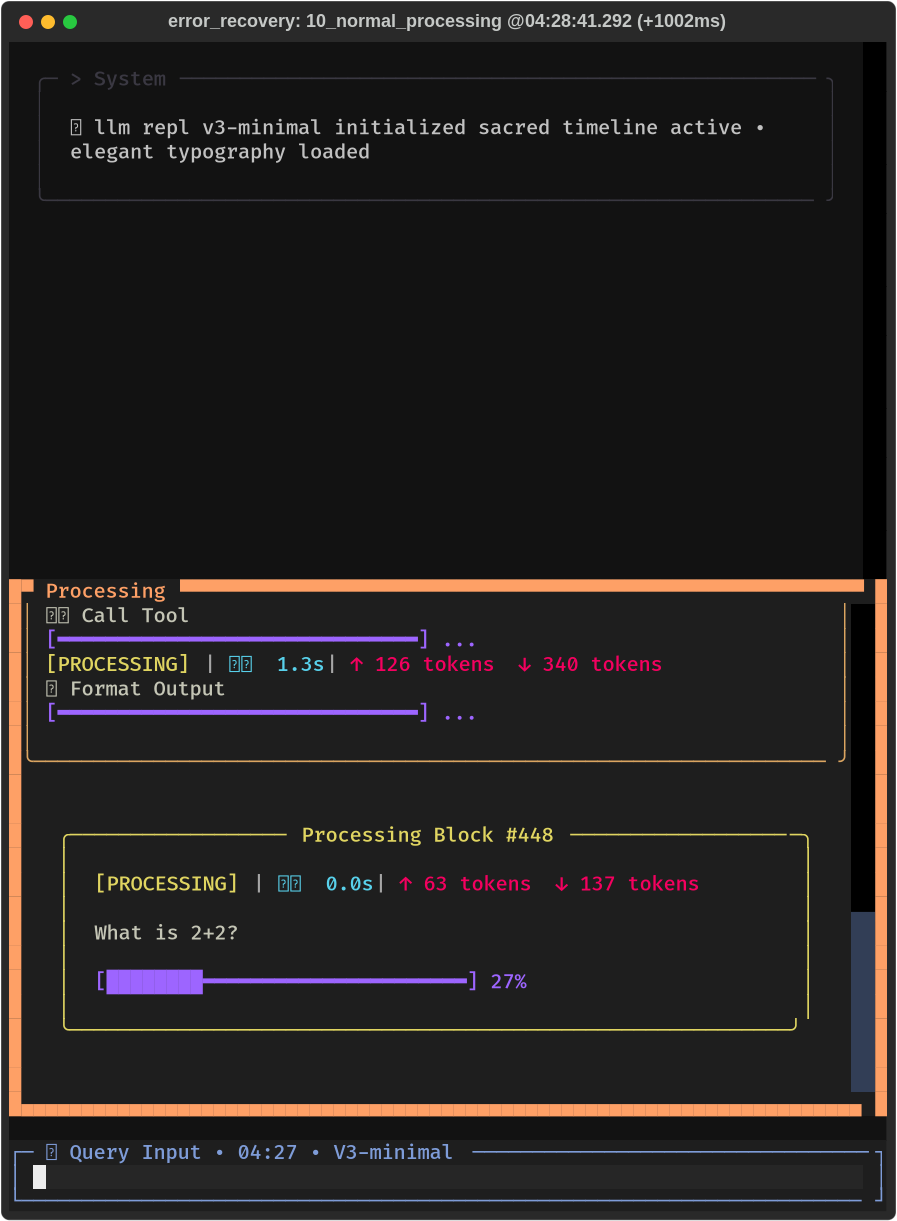 error_recovery: 10_normal_processing @04:28:41.292 (+1002ms)
> System
llm repl v3-minimal initialized sacred timeline active •
elegant typography loaded
Processing
Call Tool
[━━━━━━━━━━━━━━━━━━━━━━━━━━━━━━] ...
[PROCESSING] | 1.3s| ↑ 126 tokens ↓ 340 tokens
Format Output
[━━━━━━━━━━━━━━━━━━━━━━━━━━━━━━] ...
Processing Block #448
[PROCESSING] | 0.0s| ↑ 63 tokens ↓ 137 tokens
What is 2+2?
[████████━━━━━━━━━━━━━━━━━━━━━━] 27%
Query Input • 04:27 • V3-minimal